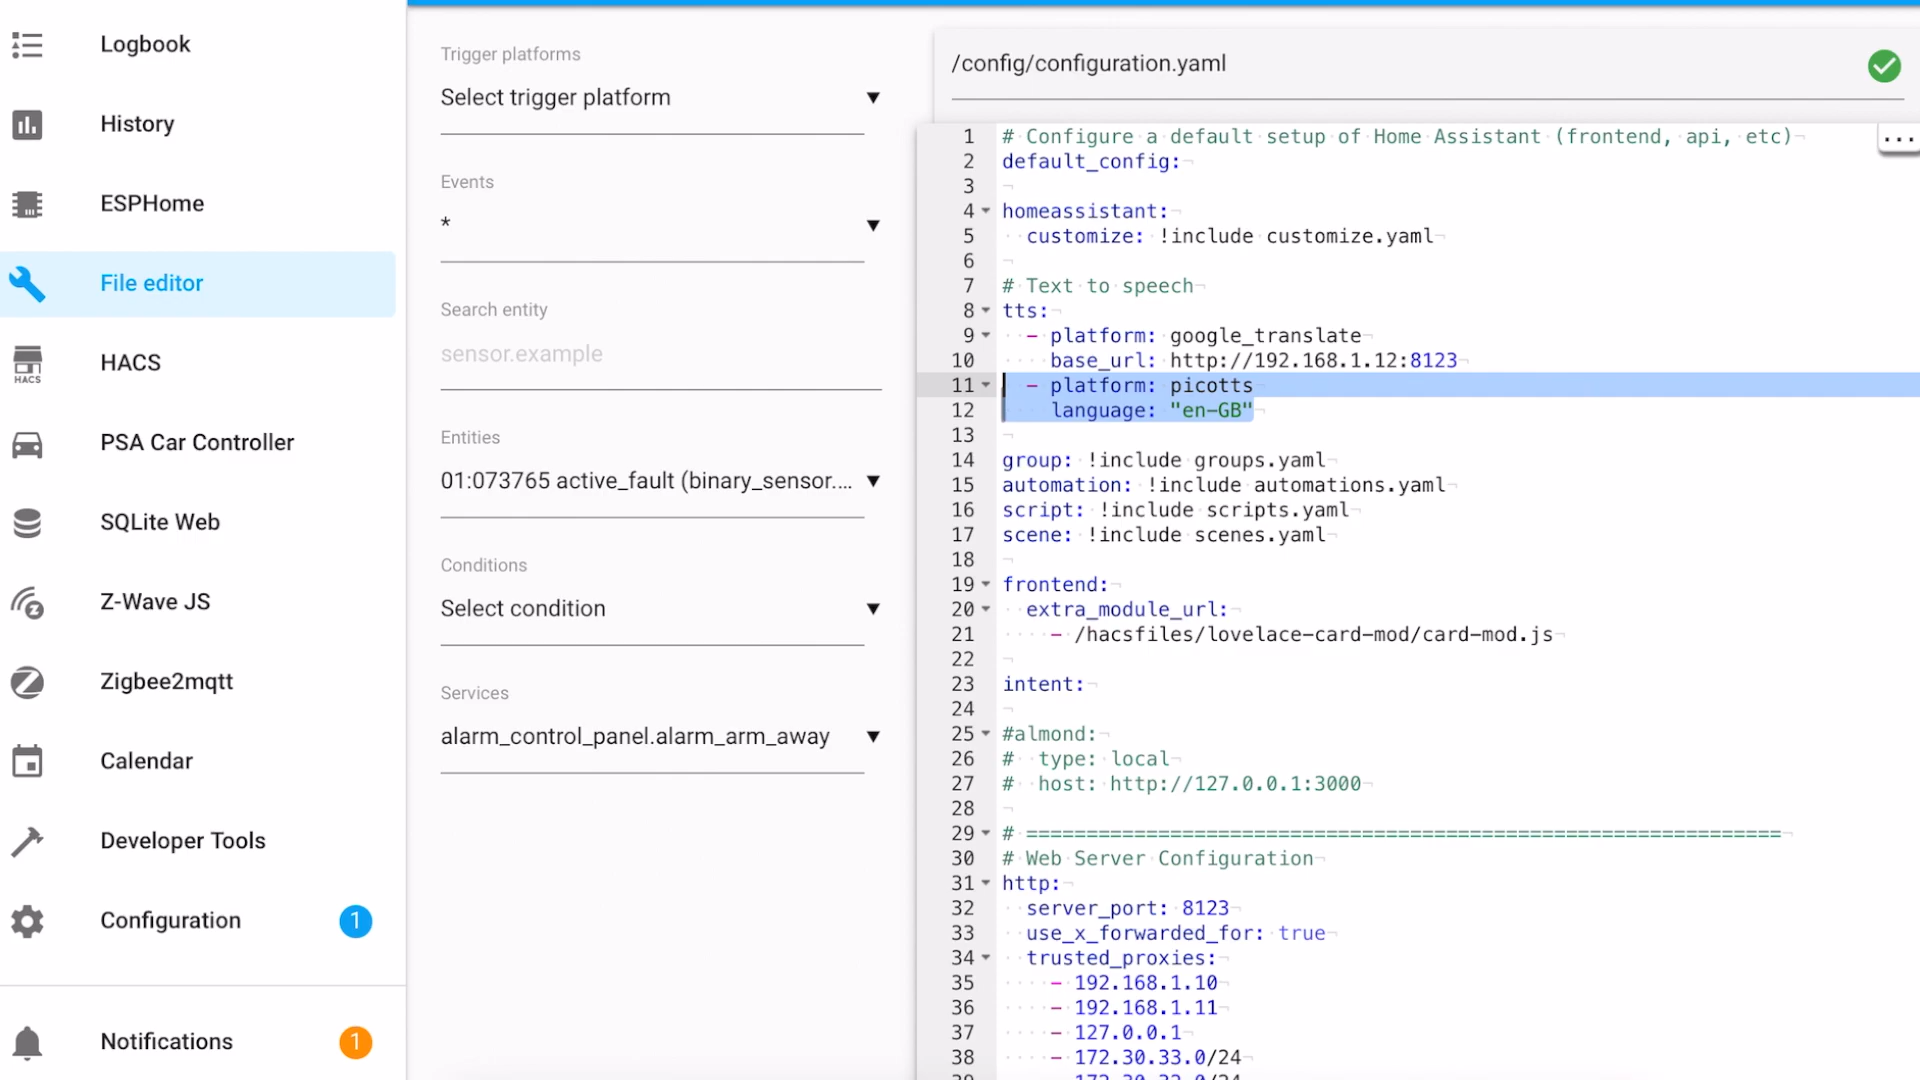 Logbook
History
ESPHome
File editor
HACS
HACS
PSA Car Controller
SQLite Web
Z-Wave JS
Zigbee2mqtt
Calendar
Developer Tools
Configuration 1
Notifications 1
Trigger platforms
Select trigger platform
Events
*
Search entity
sensor.example
Entities
01:073765 active_fault (binary_sensor....
Conditions
Select condition
Services
alarm_control_panel.alarm_arm_away
/config/configuration.yaml
...
1 # Configure a default setup of Home Assistant (frontend, api, etc)
2 default_config:
3
4 homeassistant:
5   customize: !include customize.yaml
6
7 # Text to speech
8 tts:
9   - platform: google_translate
10     base_url: http://192.168.1.12:8123
11   - platform: picotts
12     language: "en-GB"
13
14 group: !include groups.yaml
15 automation: !include automations.yaml
16 script: !include scripts.yaml
17 scene: !include scenes.yaml
18
19 frontend:
20   extra_module_url:
21     - /hacsfiles/lovelace-card-mod/card-mod.js
22
23 intent:
24
25 #almond:
26 #  type: local
27 #  host: http://127.0.0.1:3000
28
29 # ===============================================================
30 # Web Server Configuration
31 http:
32   server_port: 8123
33   use_x_forwarded_for: true
34   trusted_proxies:
35     - 192.168.1.10
36     - 192.168.1.11
37     - 127.0.0.1
38     - 172.30.33.0/24